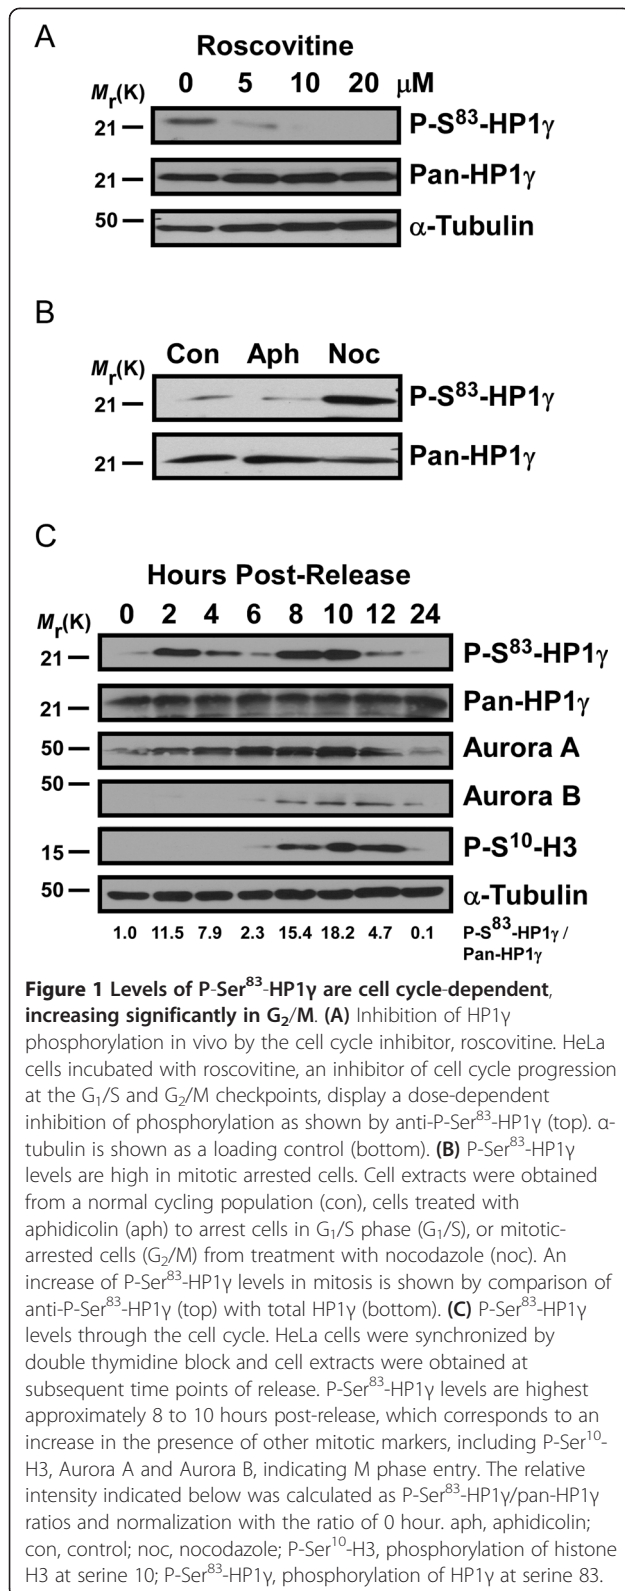 A
Roscovitine
0 5 10 20 μM
Mr(K)
21 — P-S⁸³-HP1γ
21 — Pan-HP1γ
50 — α-Tubulin
B
Con Aph Noc
Mr(K)
21 — P-S⁸³-HP1γ
21 — Pan-HP1γ
C
Hours Post-Release
0 2 4 6 8 10 12 24
Mr(K)
21 — P-S⁸³-HP1γ
21 — Pan-HP1γ
50 — Aurora A
50 — Aurora B
15 — P-S¹⁰-H3
50 — α-Tubulin
1.0 11.5 7.9 2.3 15.4 18.2 4.7 0.1 P-S⁸³-HP1γ /
Pan-HP1γ
Figure 1 Levels of P-Ser⁸³-HP1γ are cell cycle-dependent,
increasing significantly in G₂/M. (A) Inhibition of HP1γ
phosphorylation in vivo by the cell cycle inhibitor, roscovitine. HeLa
cells incubated with roscovitine, an inhibitor of cell cycle progression
at the G₁/S and G₂/M checkpoints, display a dose-dependent
inhibition of phosphorylation as shown by anti-P-Ser⁸³-HP1γ (top). α-
tubulin is shown as a loading control (bottom). (B) P-Ser⁸³-HP1γ
levels are high in mitotic arrested cells. Cell extracts were obtained
from a normal cycling population (con), cells treated with
aphidicolin (aph) to arrest cells in G₁/S phase (G₁/S), or mitotic-
arrested cells (G₂/M) from treatment with nocodazole (noc). An
increase of P-Ser⁸³-HP1γ levels in mitosis is shown by comparison of
anti-P-Ser⁸³-HP1γ (top) with total HP1γ (bottom). (C) P-Ser⁸³-HP1γ
levels through the cell cycle. HeLa cells were synchronized by
double thymidine block and cell extracts were obtained at
subsequent time points of release. P-Ser⁸³-HP1γ levels are highest
approximately 8 to 10 hours post-release, which corresponds to an
increase in the presence of other mitotic markers, including P-Ser¹⁰-
H3, Aurora A and Aurora B, indicating M phase entry. The relative
intensity indicated below was calculated as P-Ser⁸³-HP1γ/pan-HP1γ
ratios and normalization with the ratio of 0 hour. aph, aphidicolin;
con, control; noc, nocodazole; P-Ser¹⁰-H3, phosphorylation of histone
H3 at serine 10; P-Ser⁸³-HP1γ, phosphorylation of HP1γ at serine 83.